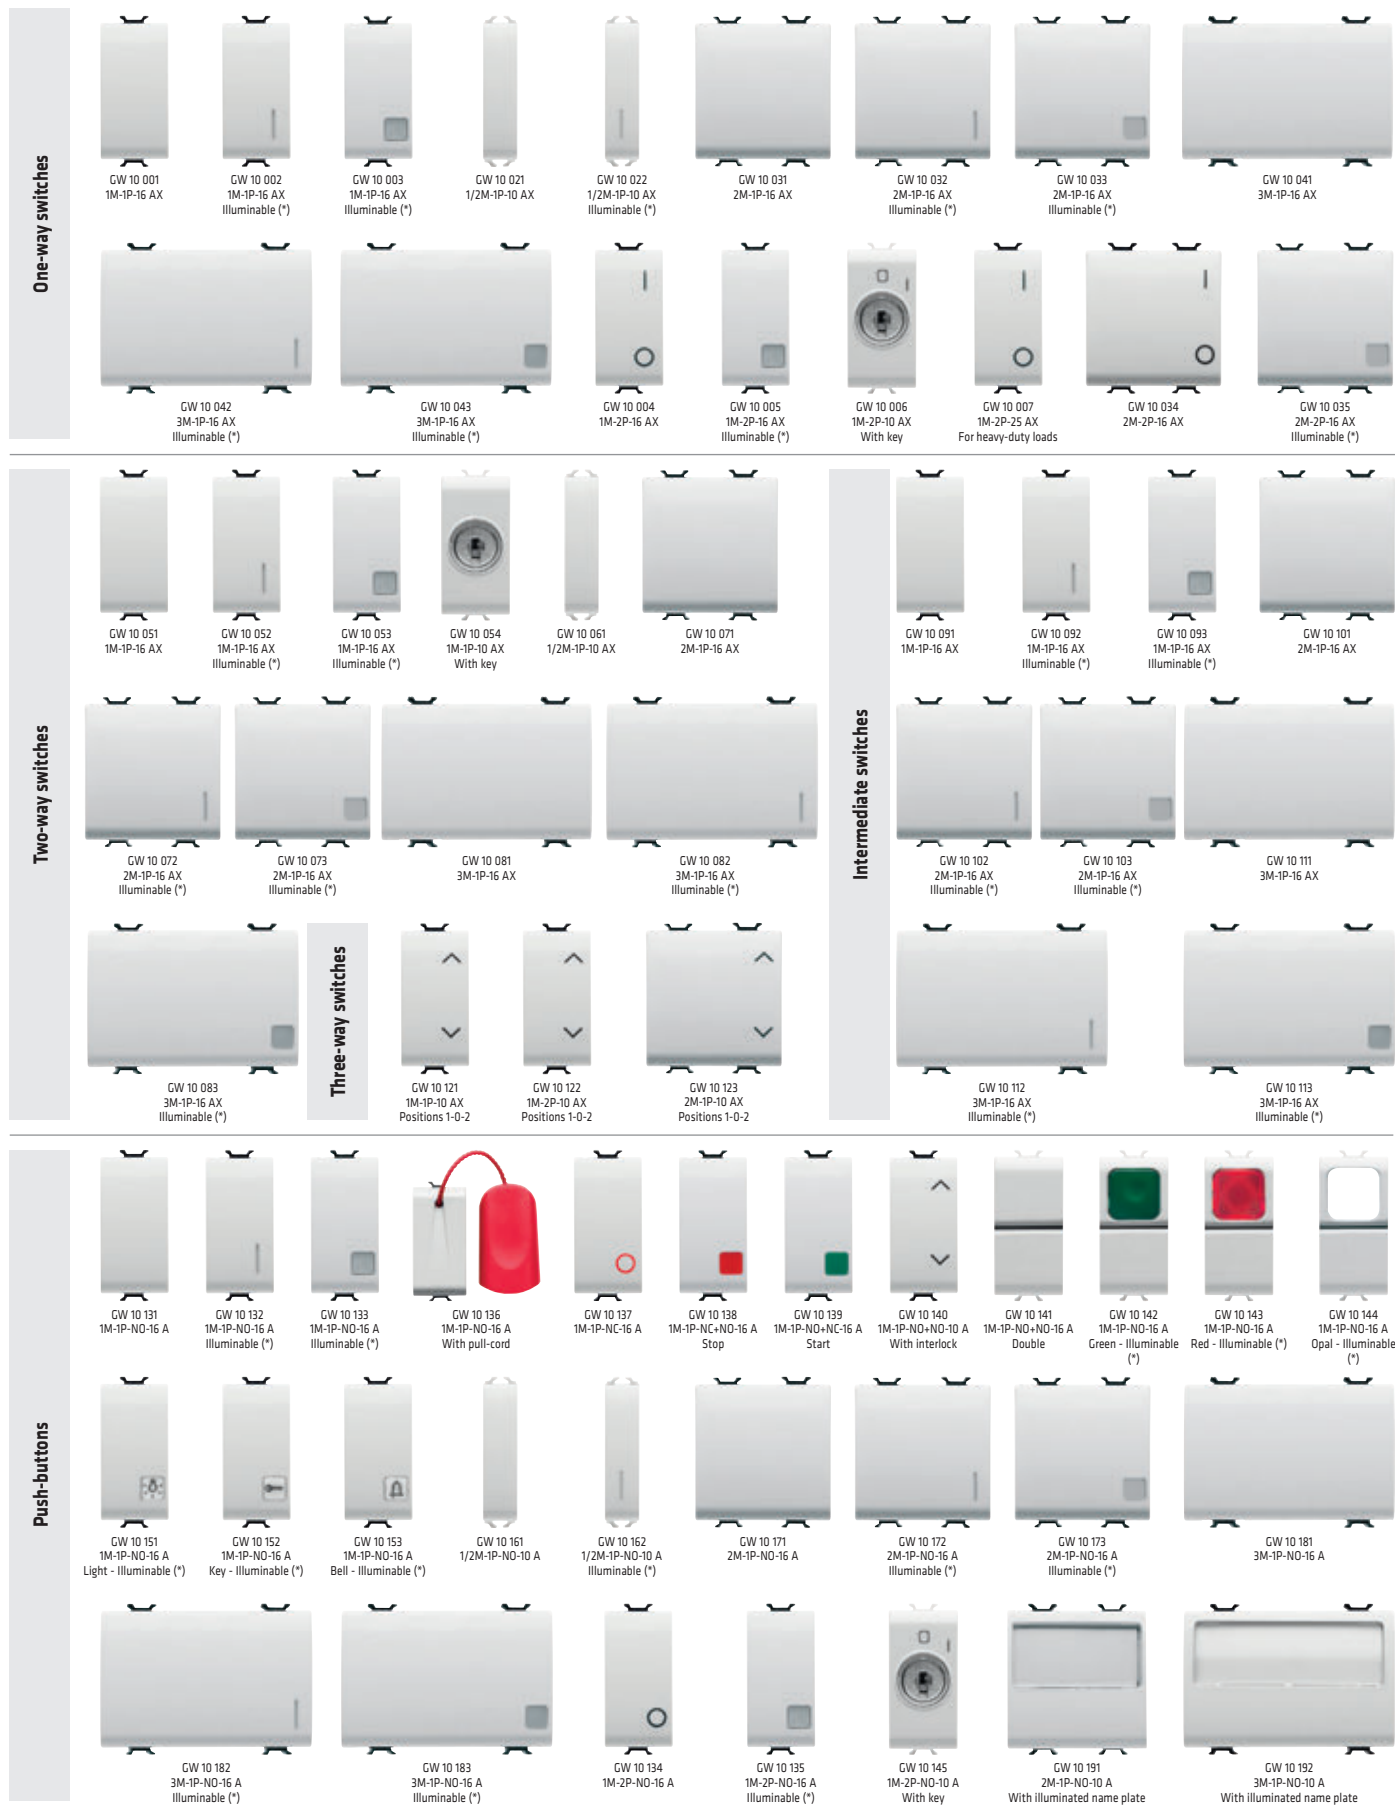 One-way switches
GW 10 001
1M-1P-16 AX
GW 10 002
1M-1P-16 AX
Illuminable (*)
GW 10 003
1M-1P-16 AX
Illuminable (*)
GW 10 021
1/2M-1P-10 AX
GW 10 022
1/2M-1P-10 AX
Illuminable (*)
GW 10 031
2M-1P-16 AX
GW 10 032
2M-1P-16 AX
Illuminable (*)
GW 10 033
2M-1P-16 AX
Illuminable (*)
GW 10 041
3M-1P-16 AX
GW 10 042
3M-1P-16 AX
Illuminable (*)
GW 10 043
3M-1P-16 AX
Illuminable (*)
GW 10 004
1M-2P-16 AX
GW 10 005
1M-2P-16 AX
Illuminable (*)
GW 10 006
1M-2P-10 AX
With key
GW 10 007
1M-2P-25 AX
For heavy-duty loads
GW 10 034
2M-2P-16 AX
GW 10 035
2M-2P-16 AX
Illuminable (*)
Two-way switches
GW 10 051
1M-1P-16 AX
GW 10 052
1M-1P-16 AX
Illuminable (*)
GW 10 053
1M-1P-16 AX
Illuminable (*)
GW 10 054
1M-1P-10 AX
With key
GW 10 061
1/2M-1P-10 AX
GW 10 071
2M-1P-16 AX
GW 10 072
2M-1P-16 AX
Illuminable (*)
GW 10 073
2M-1P-16 AX
Illuminable (*)
GW 10 081
3M-1P-16 AX
GW 10 082
3M-1P-16 AX
Illuminable (*)
GW 10 083
3M-1P-16 AX
Illuminable (*)
Three-way switches
GW 10 121
1M-1P-10 AX
Positions 1-0-2
GW 10 122
1M-2P-10 AX
Positions 1-0-2
GW 10 123
2M-1P-10 AX
Positions 1-0-2
Intermediate switches
GW 10 091
1M-1P-16 AX
GW 10 092
1M-1P-16 AX
Illuminable (*)
GW 10 093
1M-1P-16 AX
Illuminable (*)
GW 10 101
2M-1P-16 AX
GW 10 102
2M-1P-16 AX
Illuminable (*)
GW 10 103
2M-1P-16 AX
Illuminable (*)
GW 10 111
3M-1P-16 AX
GW 10 112
3M-1P-16 AX
Illuminable (*)
GW 10 113
3M-1P-16 AX
Illuminable (*)
Push-buttons
GW 10 131
1M-1P-NO-16 A
GW 10 132
1M-1P-NO-16 A
Illuminable (*)
GW 10 133
1M-1P-NO-16 A
Illuminable (*)
GW 10 136
1M-1P-NO-16 A
With pull-cord
GW 10 137
1M-1P-NC-16 A
GW 10 138
1M-1P-NC+NO-16 A
Stop
GW 10 139
1M-1P-NO+NC-16 A
Start
GW 10 140
1M-1P-NO+NO-10 A
With interlock
GW 10 141
1M-1P-NO+NO-16 A
Double
GW 10 142
1M-1P-NO-16 A
Green - Illuminable
(*)
GW 10 143
1M-1P-NO-16 A
Red - Illuminable (*)
GW 10 144
1M-1P-NO-16 A
Opal - Illuminable
(*)
GW 10 151
1M-1P-NO-16 A
Light - Illuminable (*)
GW 10 152
1M-1P-NO-16 A
Key - Illuminable (*)
GW 10 153
1M-1P-NO-16 A
Bell - Illuminable (*)
GW 10 161
1/2M-1P-NO-10 A
GW 10 162
1/2M-1P-NO-10 A
Illuminable (*)
GW 10 171
2M-1P-NO-16 A
GW 10 172
2M-1P-NO-16 A
Illuminable (*)
GW 10 173
2M-1P-NO-16 A
Illuminable (*)
GW 10 181
3M-1P-NO-16 A
GW 10 182
3M-1P-NO-16 A
Illuminable (*)
GW 10 183
3M-1P-NO-16 A
Illuminable (*)
GW 10 134
1M-2P-NO-16 A
GW 10 135
1M-2P-NO-16 A
Illuminable (*)
GW 10 145
1M-2P-NO-10 A
With key
GW 10 191
2M-1P-NO-10 A
With illuminated name plate
GW 10 192
3M-1P-NO-10 A
With illuminated name plate